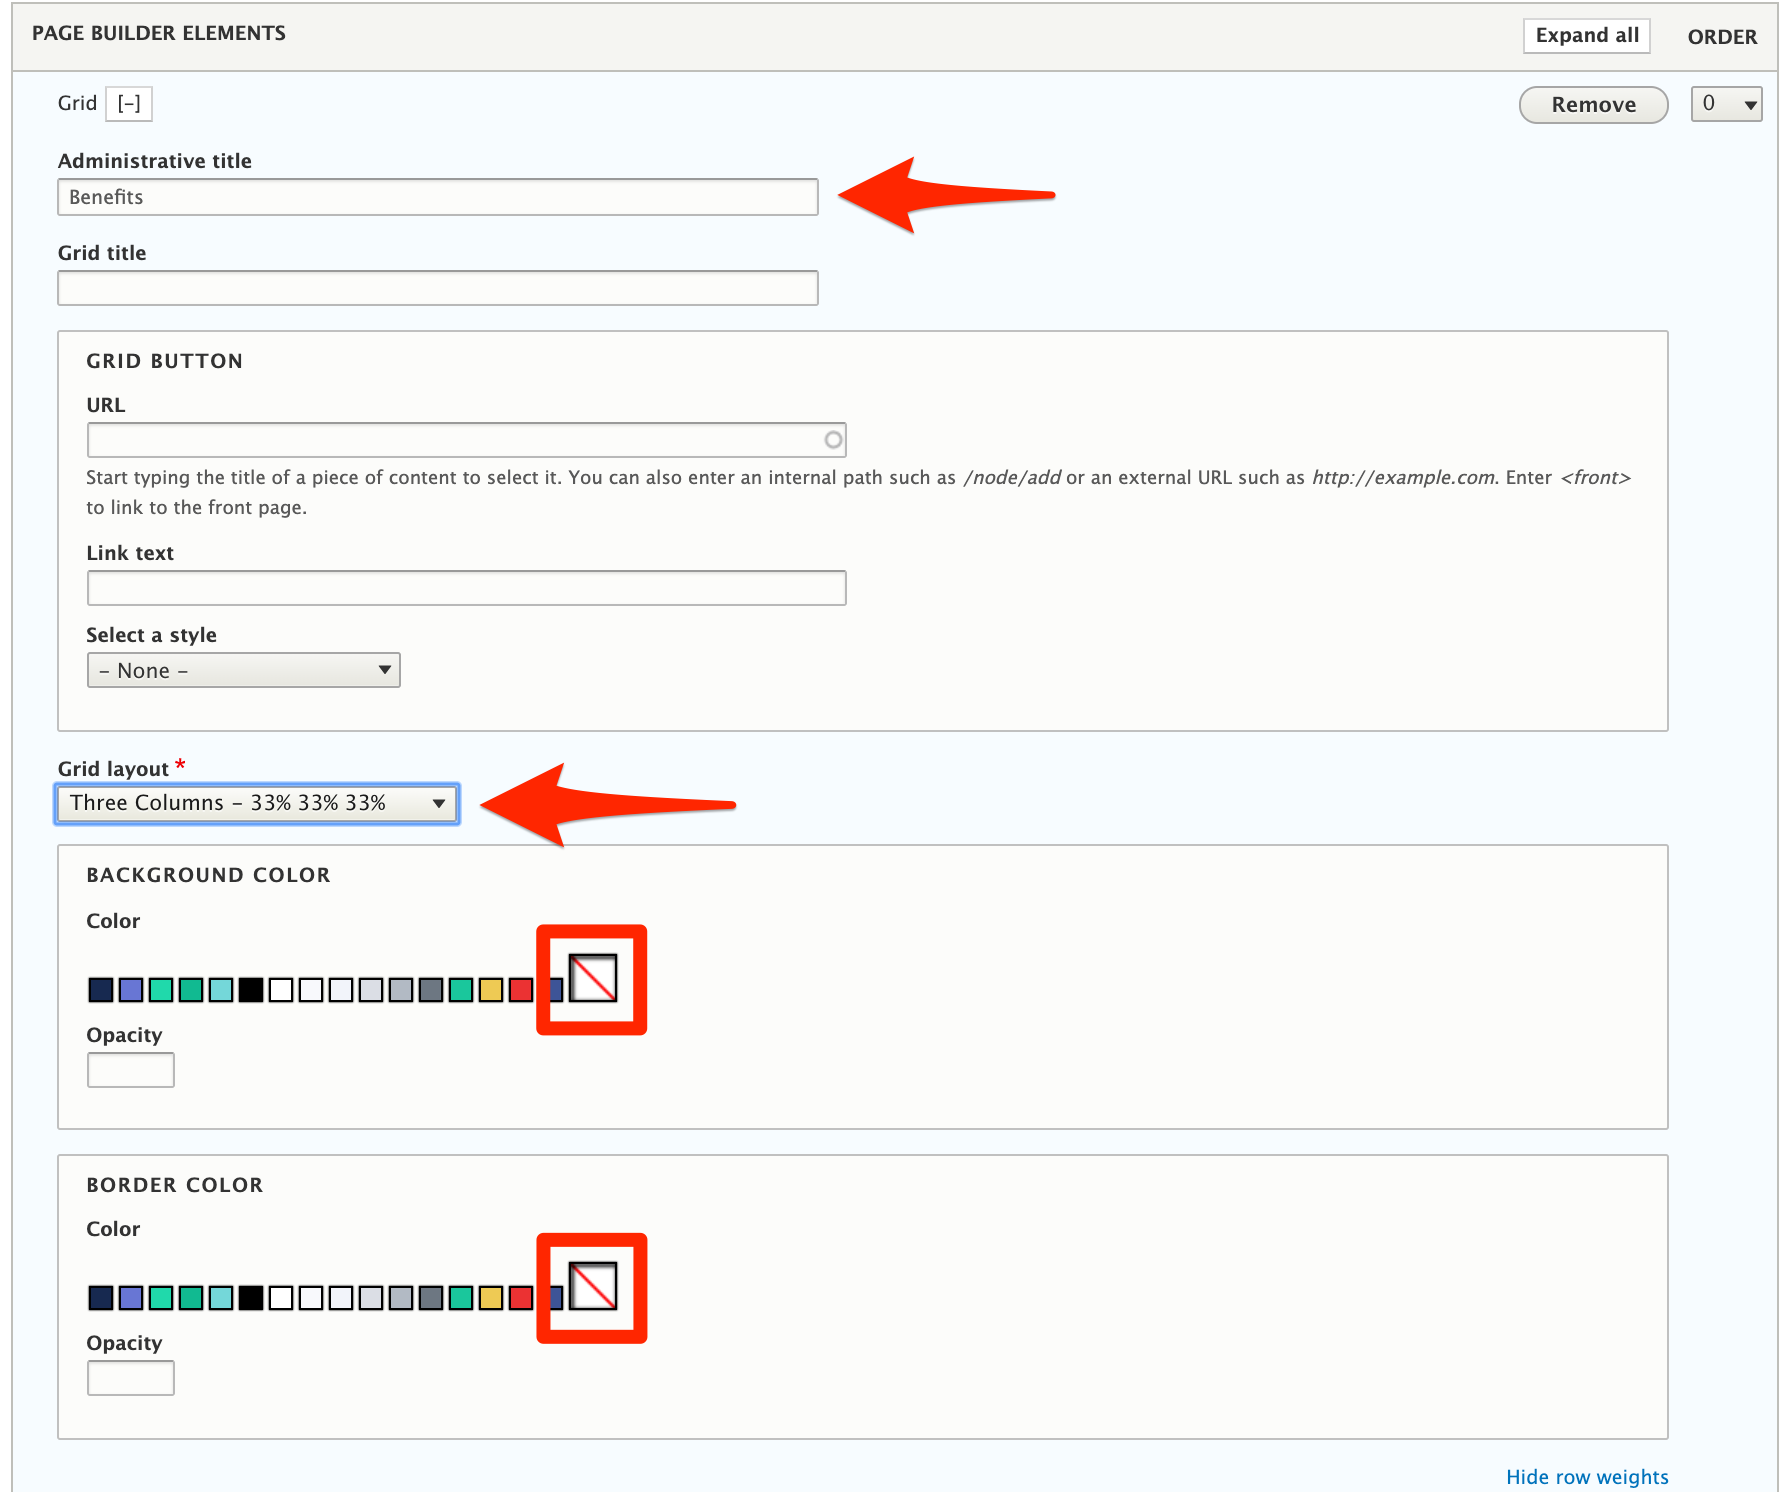 PAGE BUILDER ELEMENTS
Expand all
ORDER
Grid [–]
Remove
0
Administrative title
Benefits
Grid title
GRID BUTTON
URL
Start typing the title of a piece of content to select it. You can also enter an internal path such as /node/add or an external URL such as http://example.com. Enter <front>
to link to the front page.
Link text
Select a style
– None –
Grid layout *
Three Columns – 33% 33% 33%
BACKGROUND COLOR
Color
Opacity
BORDER COLOR
Color
Opacity
Hide row weights